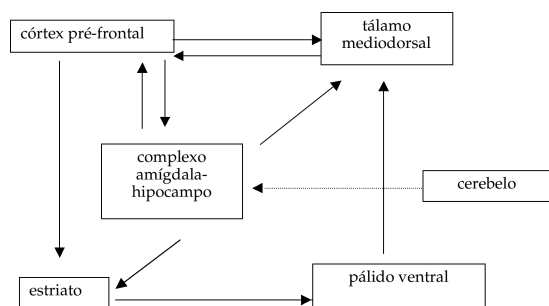 córtex pré-frontal
tálamo
mediodorsal
complexo
amígdala-
hipocampo
cerebelo
estriato
pálido ventral